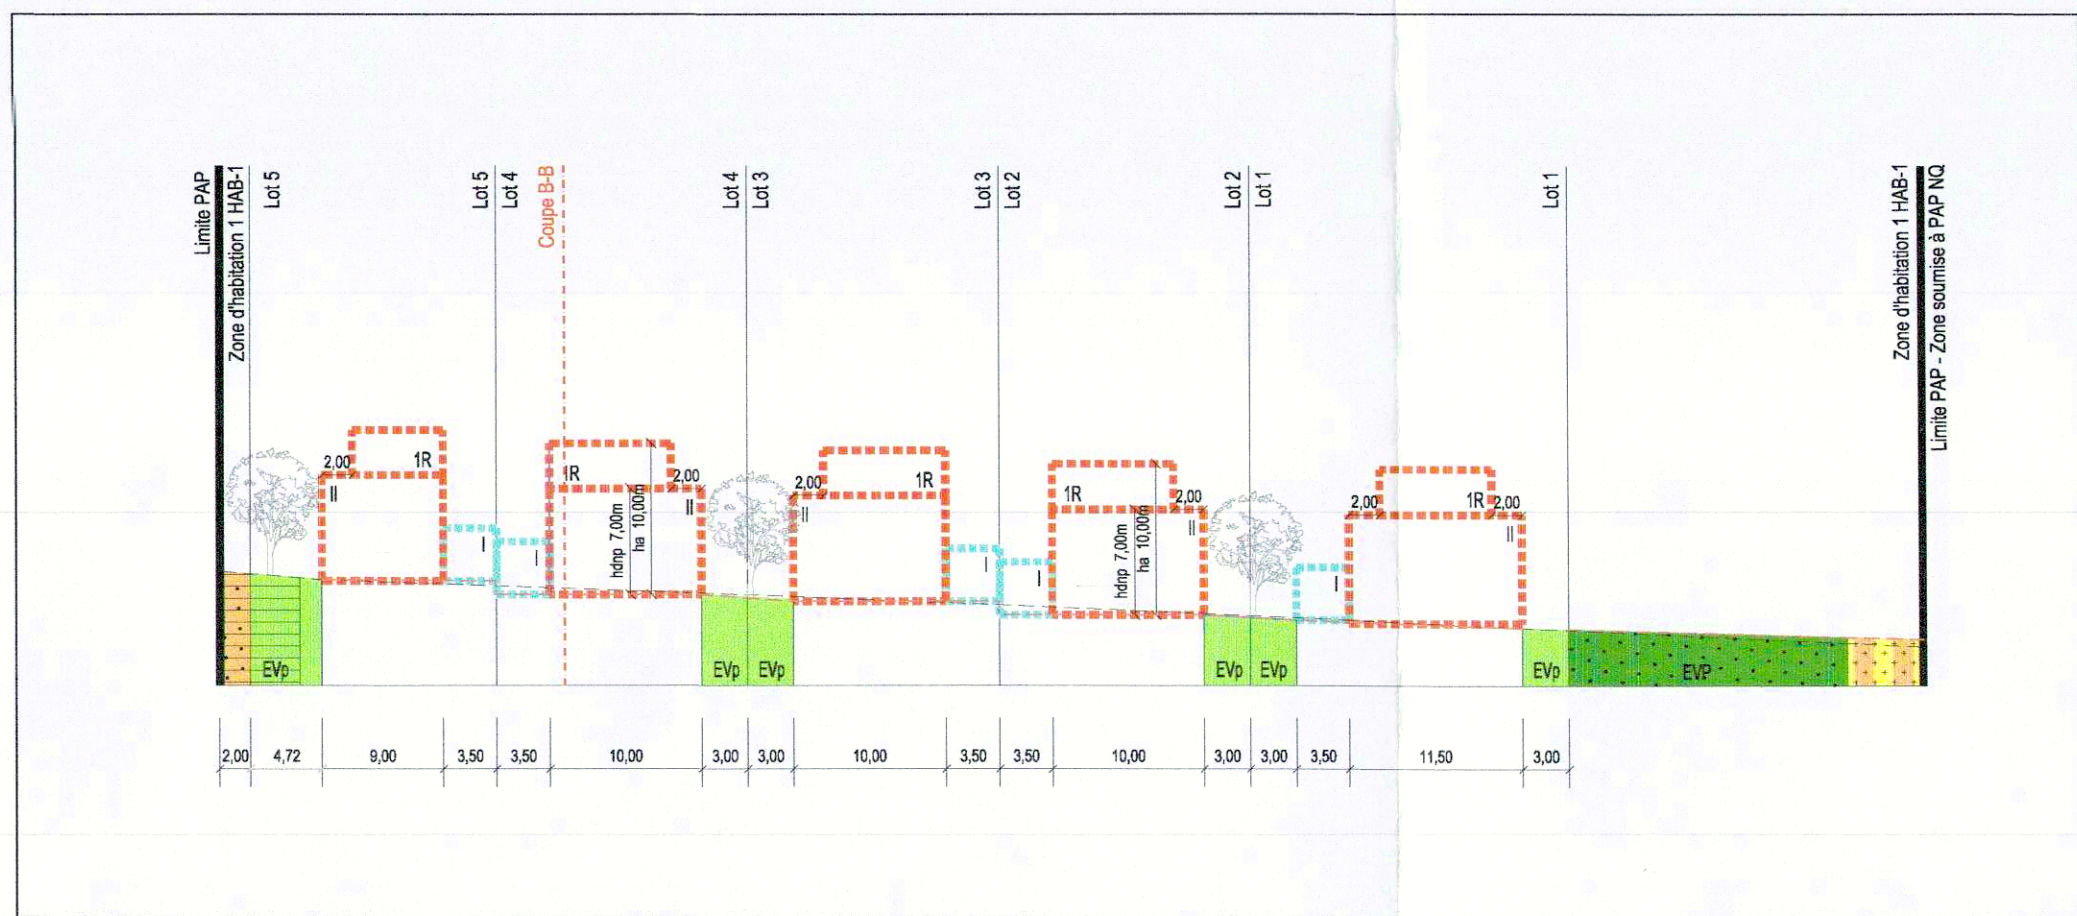 Limite PAP
Zone d'habitation 1 HAB-1
Lot 5
Lot 5
Lot 4
Coupe B-B
Lot 4
Lot 3
Lot 3
Lot 2
Lot 2
Lot 1
Lot 1
Zone d'habitation 1 HAB-1
Limite PAP - Zone soumise à PAP NQ
2,00
1R
II
I
I
1R
2,00
II
hdnp 7,00m
ha 10,00m
2,00
1R
II
I
I
1R
2,00
II
hdnp 7,00m
ha 10,00m
I
2,00
1R
2,00
II
EVp
EVp
EVp
EVp
EVp
EVp
EVP
2,00
4,72
9,00
3,50
3,50
10,00
3,00
3,00
10,00
3,50
3,50
10,00
3,00
3,00
3,50
11,50
3,00